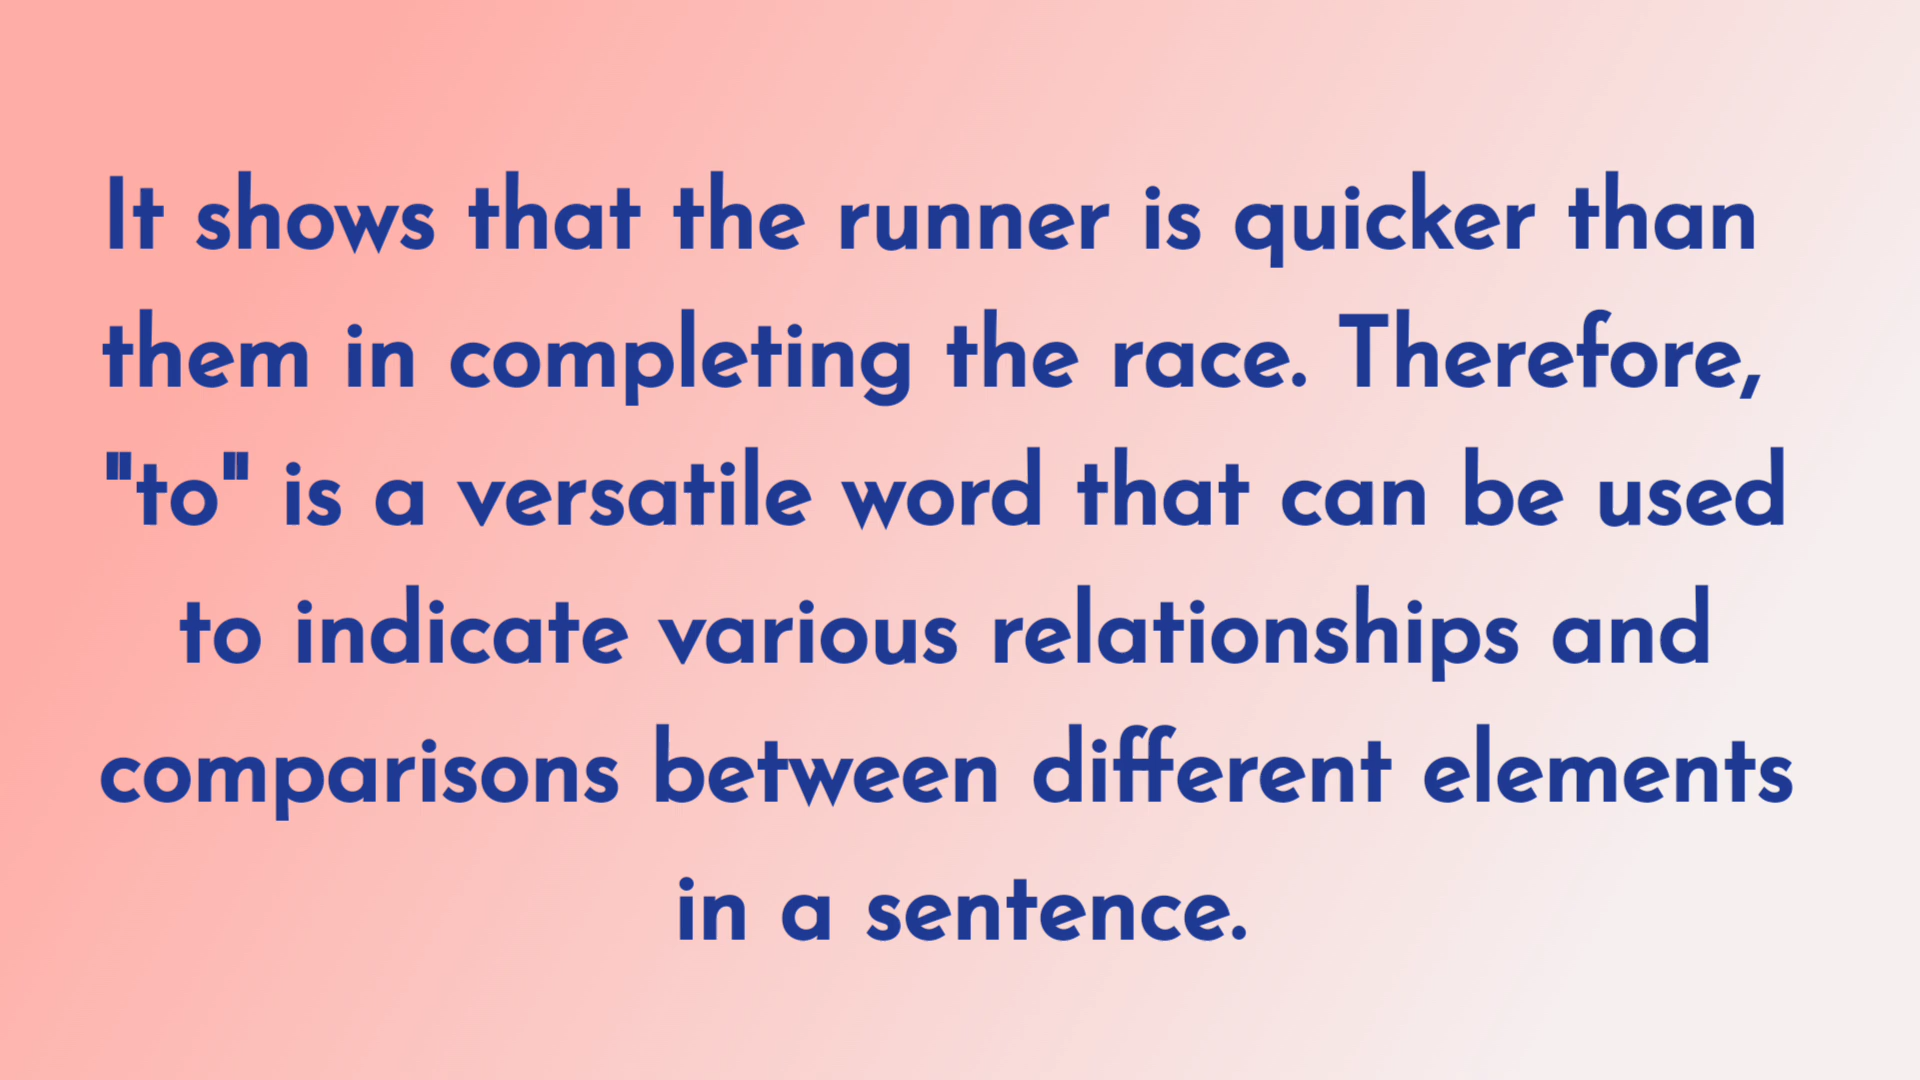 It shows that the runner is quicker than
them in completing the race. Therefore,
"to" is a versatile word that can be used
to indicate various relationships and
comparisons between different elements
in a sentence.